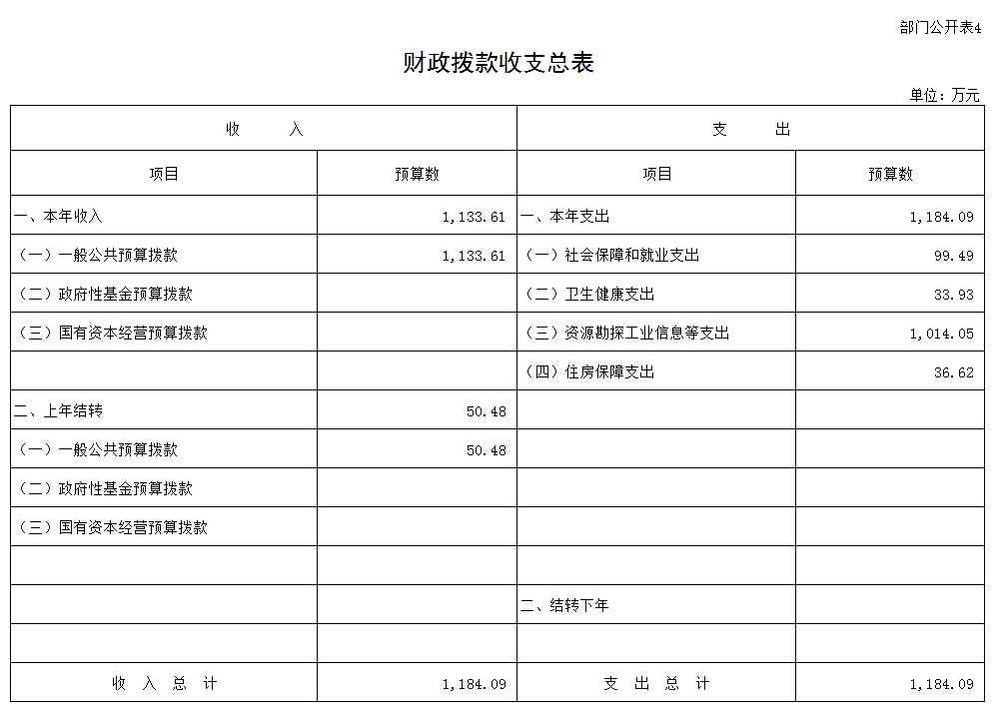 部门公开表4
财政拨款收支总表
单位：万元
收 入 支 出
项目 预算数 项目 预算数
一、本年收入 1,133.61 一、本年支出 1,184.09
（一）一般公共预算拨款 1,133.61 （一）社会保障和就业支出 99.49
（二）政府性基金预算拨款 （二）卫生健康支出 33.93
（三）国有资本经营预算拨款 （三）资源勘探工业信息等支出 1,014.05
（四）住房保障支出 36.62
二、上年结转 50.48
（一）一般公共预算拨款 50.48
（二）政府性基金预算拨款
（三）国有资本经营预算拨款
二、结转下年
收 入 总 计 1,184.09 支 出 总 计 1,184.09